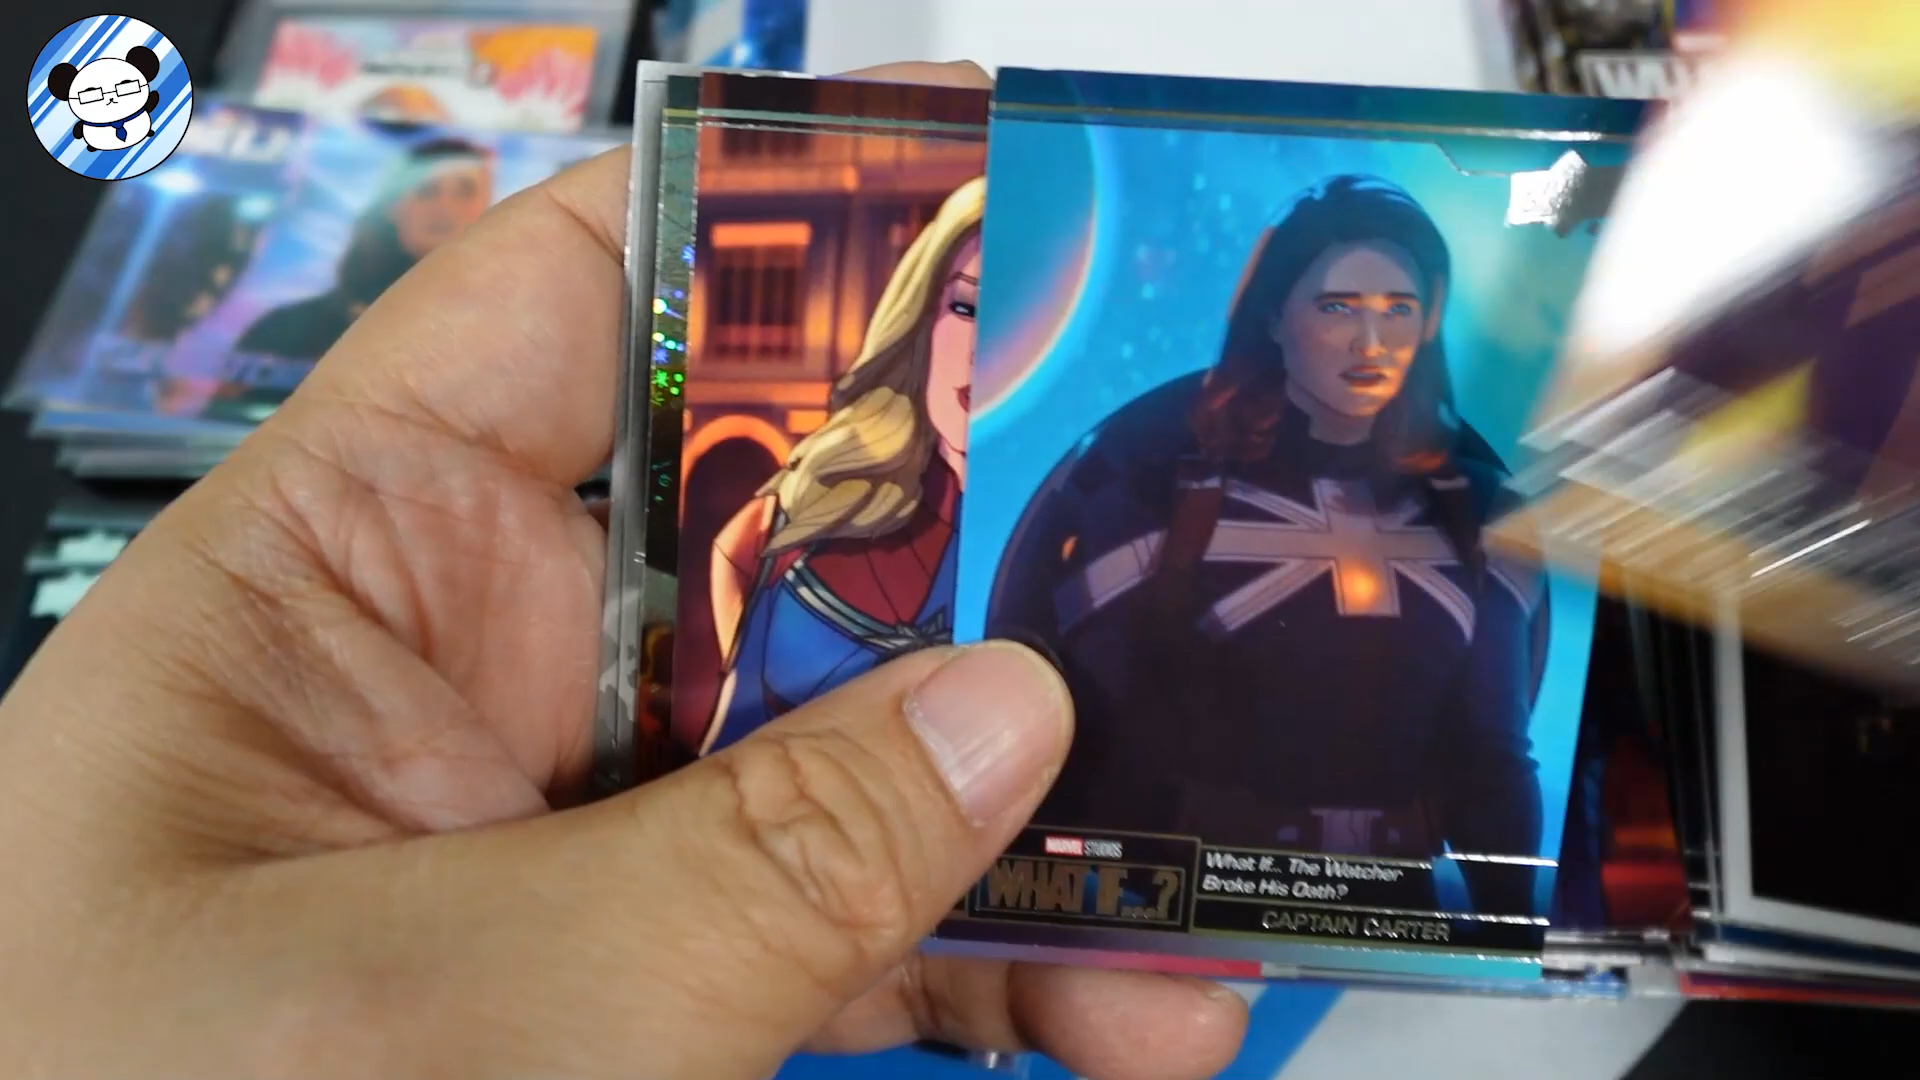 MARVEL STUDIOS
WHAT IF...?
What If... The Watcher
Broke His Oath?
CAPTAIN CARTER